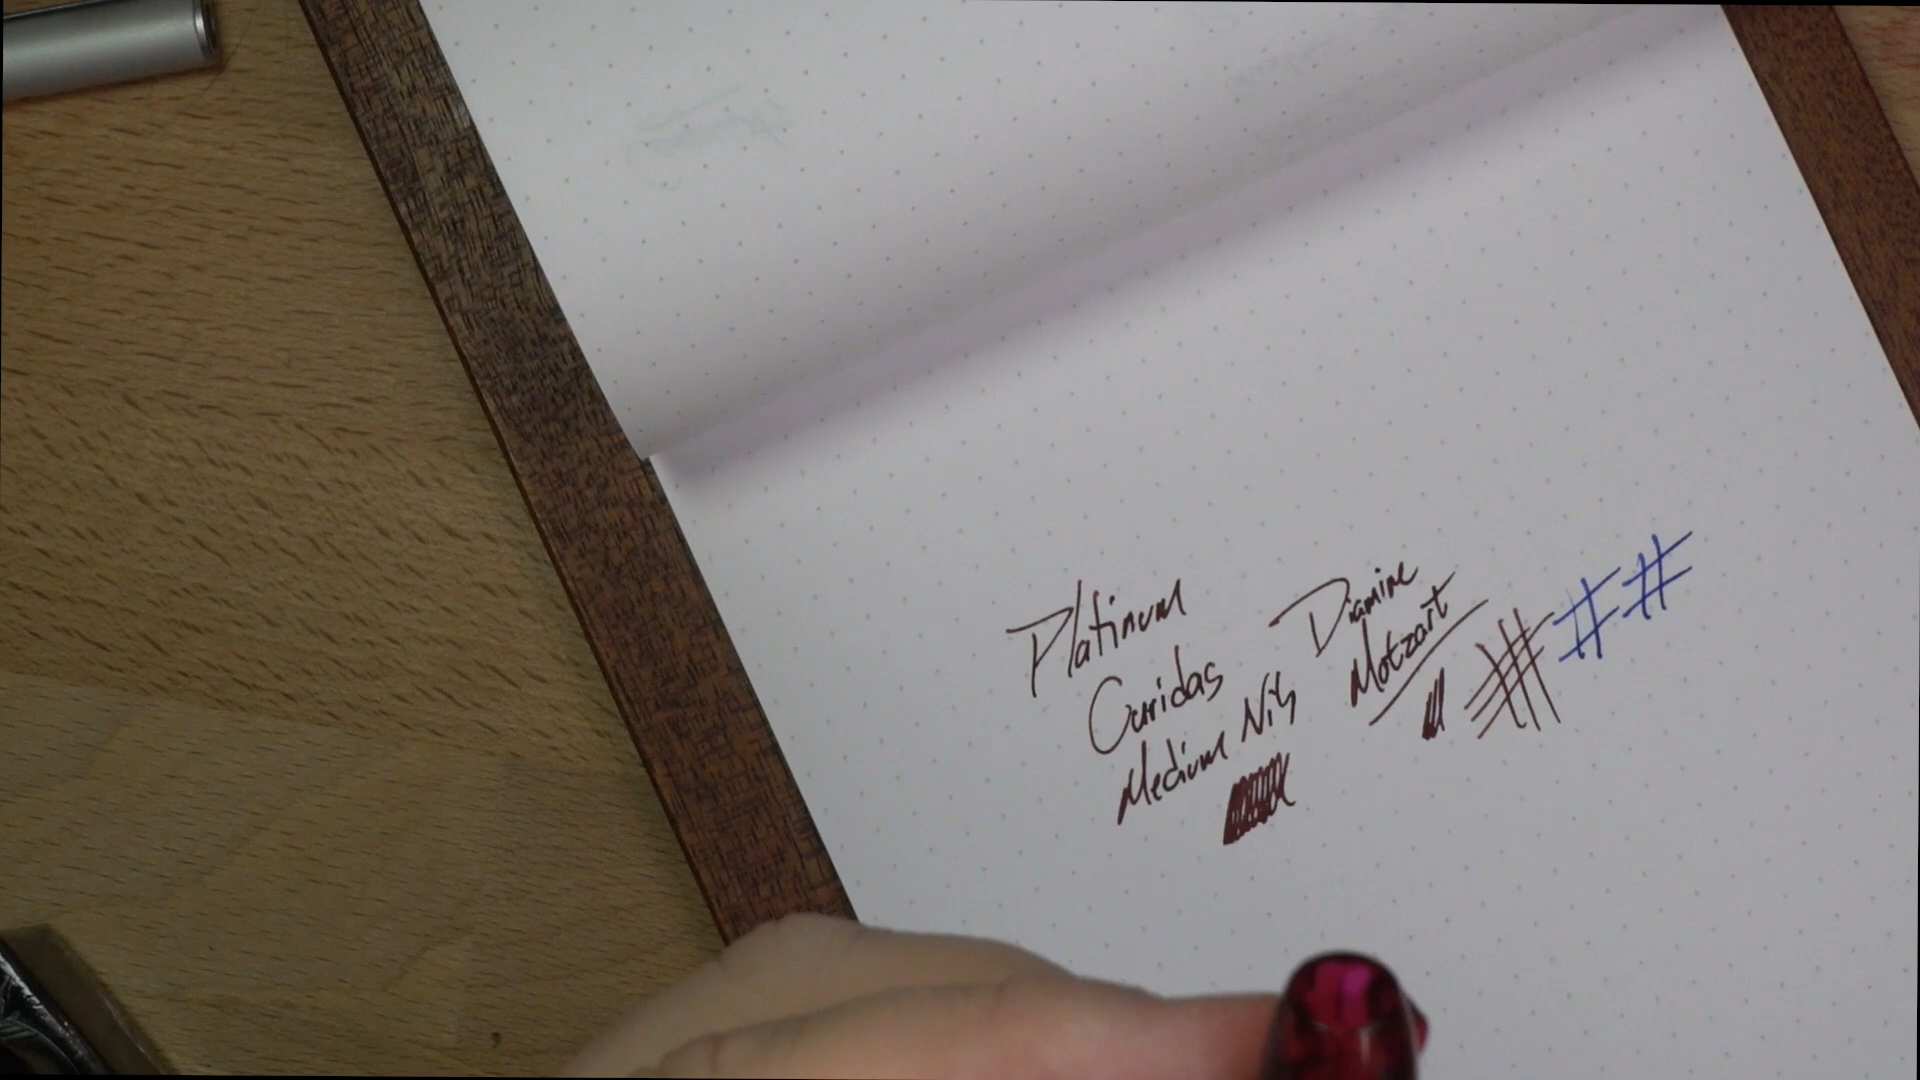 Platinum
Curidas
Medium Nib
Diamine
Motzart
# # #